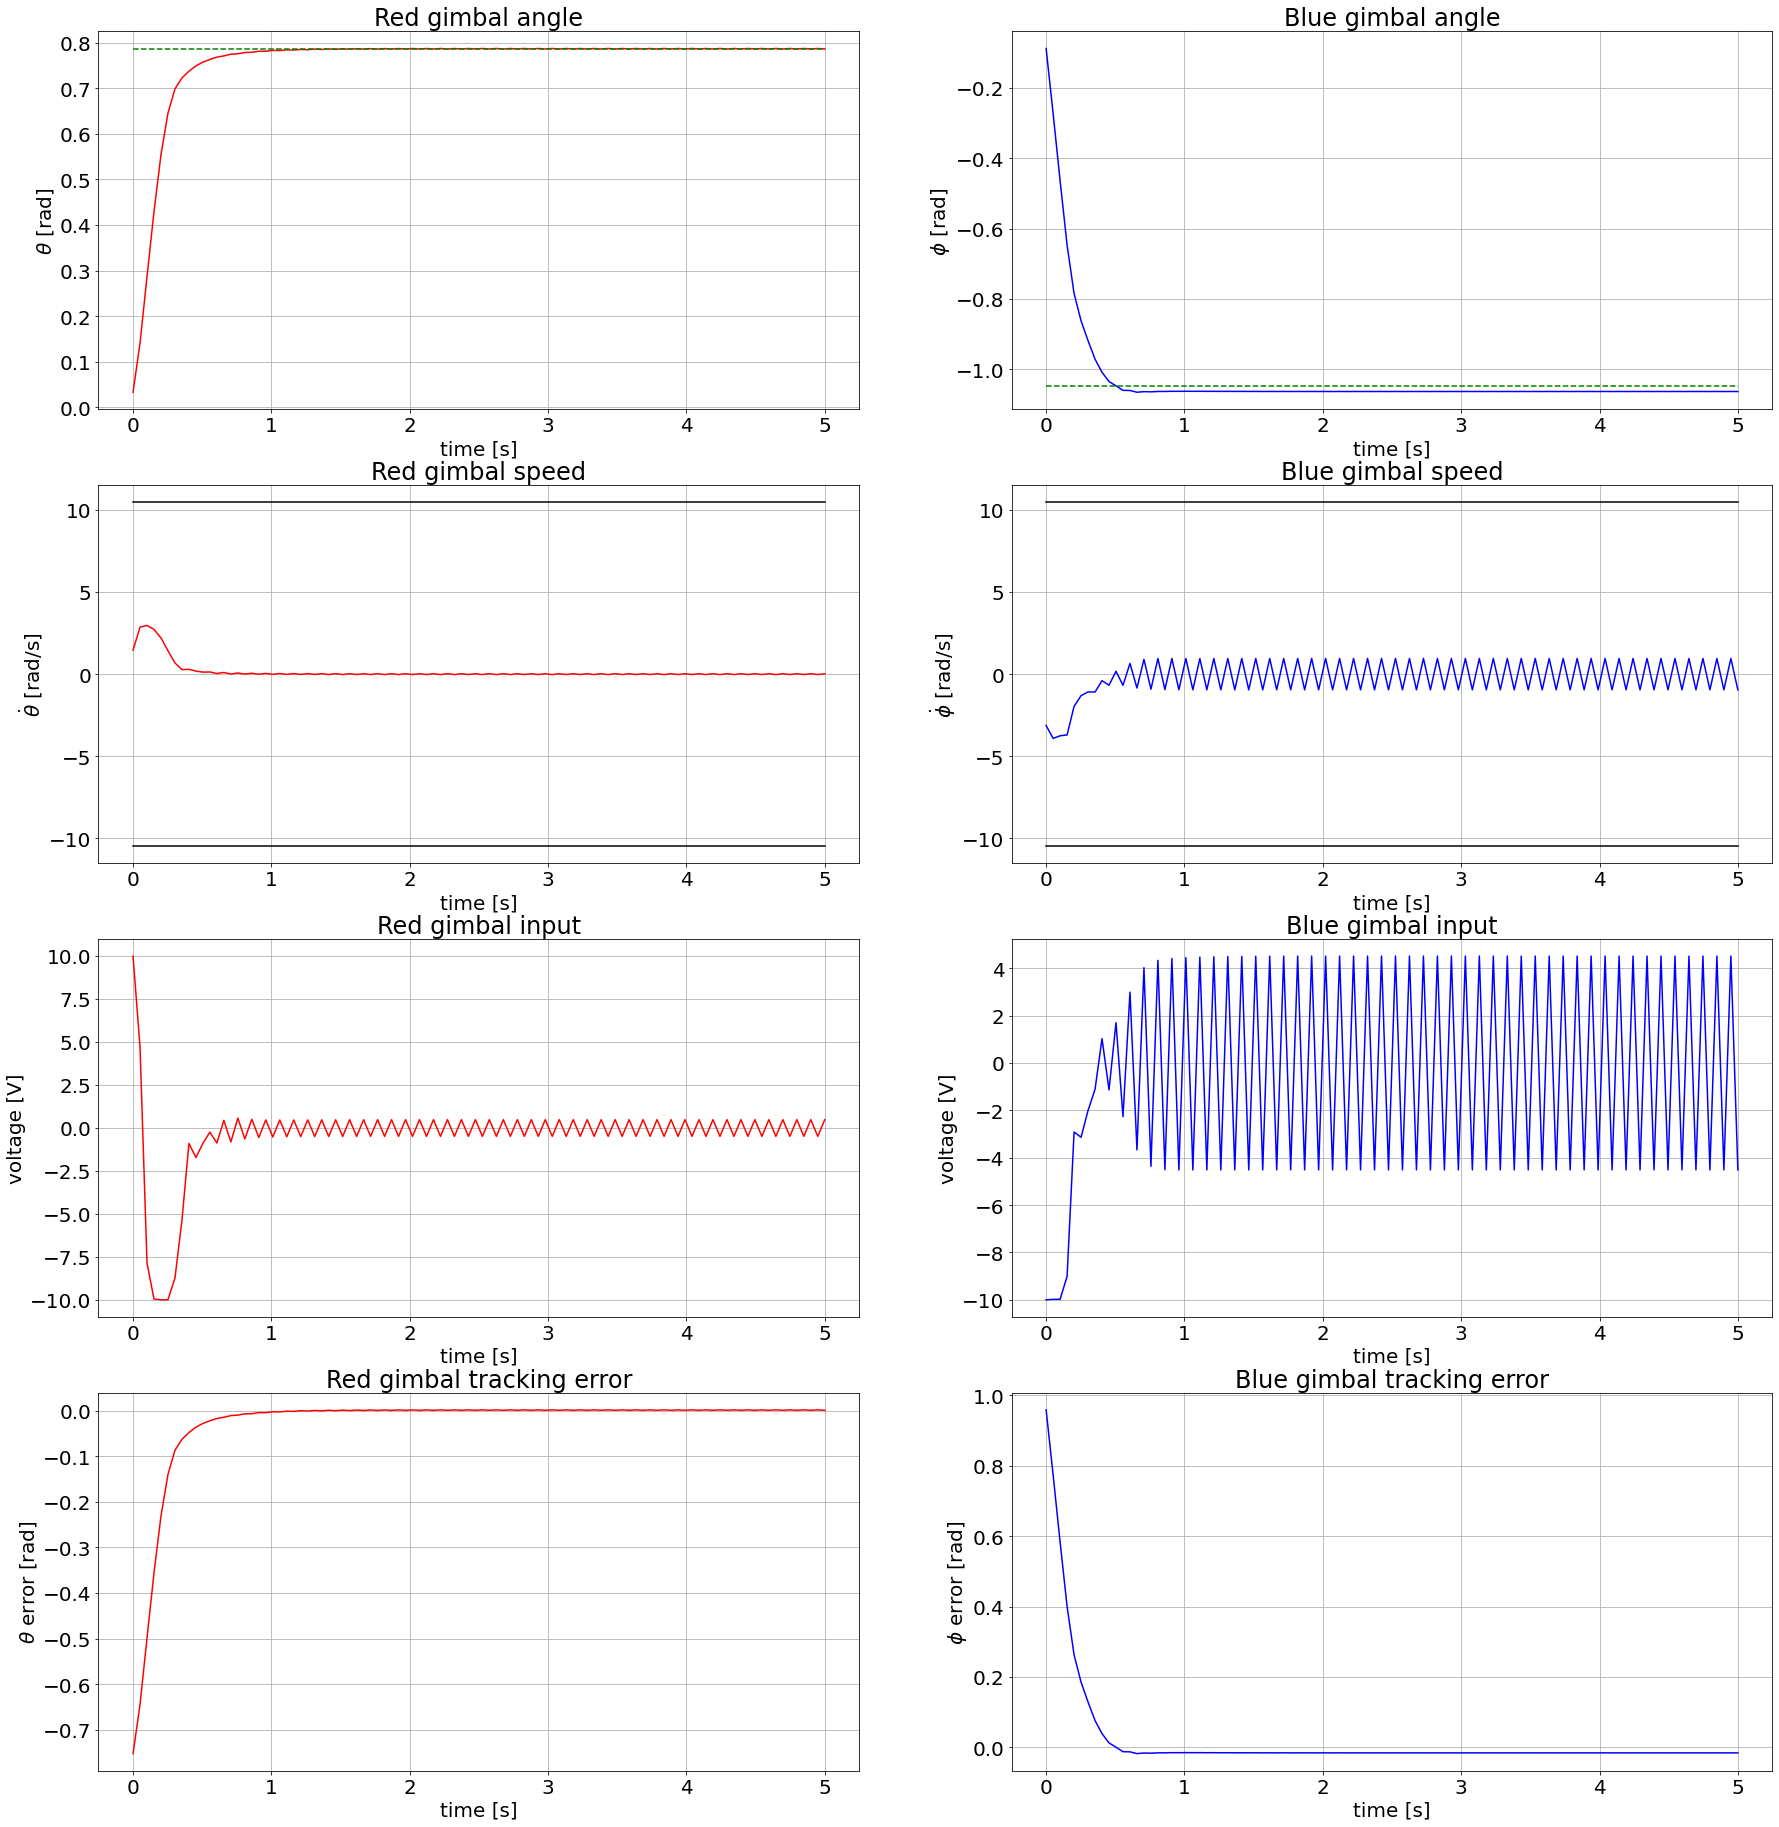 Red gimbal angle
0.8
0.7
0.6
0.5
0.4
0.3
0.2
0.1
0.0
θ [rad]
0 1 2 3 4 5
time [s]
Blue gimbal angle
−0.2
−0.4
−0.6
−0.8
−1.0
ϕ [rad]
0 1 2 3 4 5
time [s]
Red gimbal speed
10
5
0
−5
−10
θ̇ [rad/s]
0 1 2 3 4 5
time [s]
Blue gimbal speed
10
5
0
−5
−10
ϕ̇ [rad/s]
0 1 2 3 4 5
time [s]
Red gimbal input
10.0
7.5
5.0
2.5
0.0
−2.5
−5.0
−7.5
−10.0
voltage [V]
0 1 2 3 4 5
time [s]
Blue gimbal input
4
2
0
−2
−4
−6
−8
−10
voltage [V]
0 1 2 3 4 5
time [s]
Red gimbal tracking error
0.0
−0.1
−0.2
−0.3
−0.4
−0.5
−0.6
−0.7
θ error [rad]
0 1 2 3 4 5
time [s]
Blue gimbal tracking error
1.0
0.8
0.6
0.4
0.2
0.0
ϕ error [rad]
0 1 2 3 4 5
time [s]